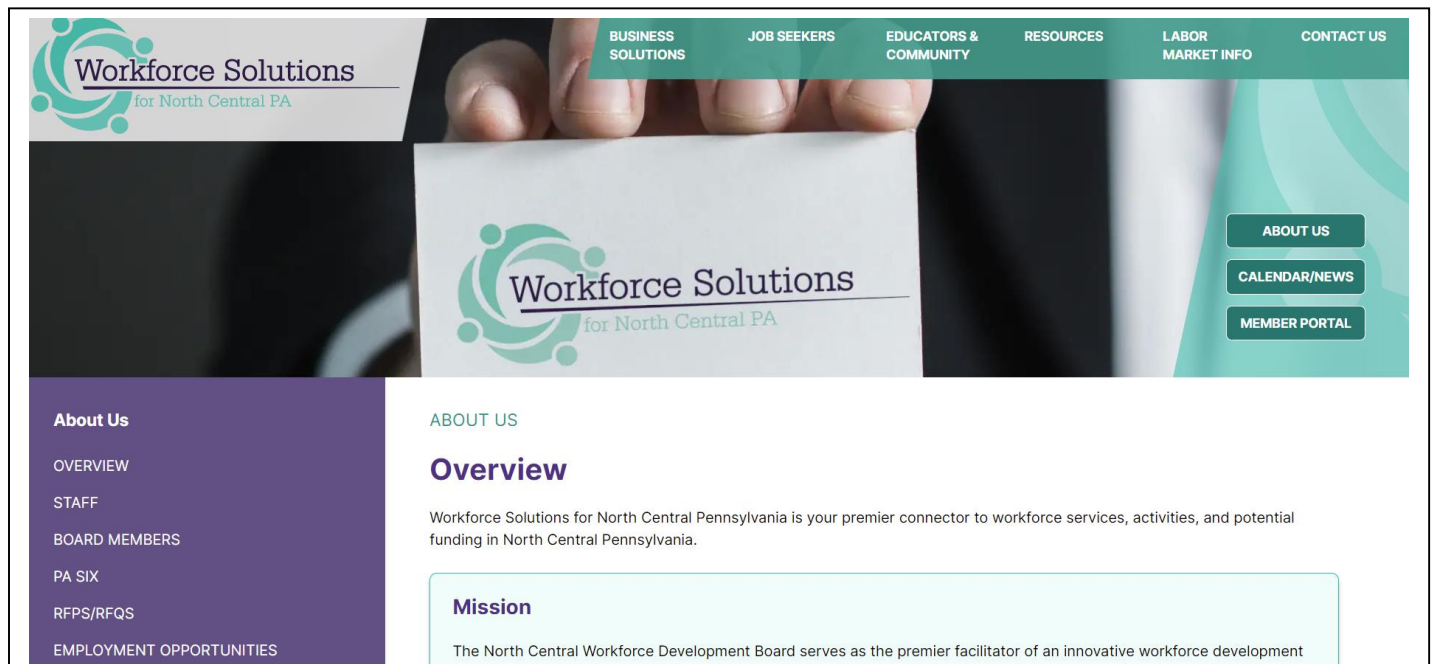 Workforce Solutions
for North Central PA
BUSINESS
SOLUTIONS
JOB SEEKERS
EDUCATORS &
COMMUNITY
RESOURCES
LABOR
MARKET INFO
CONTACT US
Workforce Solutions
for North Central PA
ABOUT US
CALENDAR/NEWS
MEMBER PORTAL
About Us
OVERVIEW
STAFF
BOARD MEMBERS
PA SIX
RFPS/RFQS
EMPLOYMENT OPPORTUNITIES
ABOUT US
Overview
Workforce Solutions for North Central Pennsylvania is your premier connector to workforce services, activities, and potential
funding in North Central Pennsylvania.
Mission
The North Central Workforce Development Board serves as the premier facilitator of an innovative workforce development